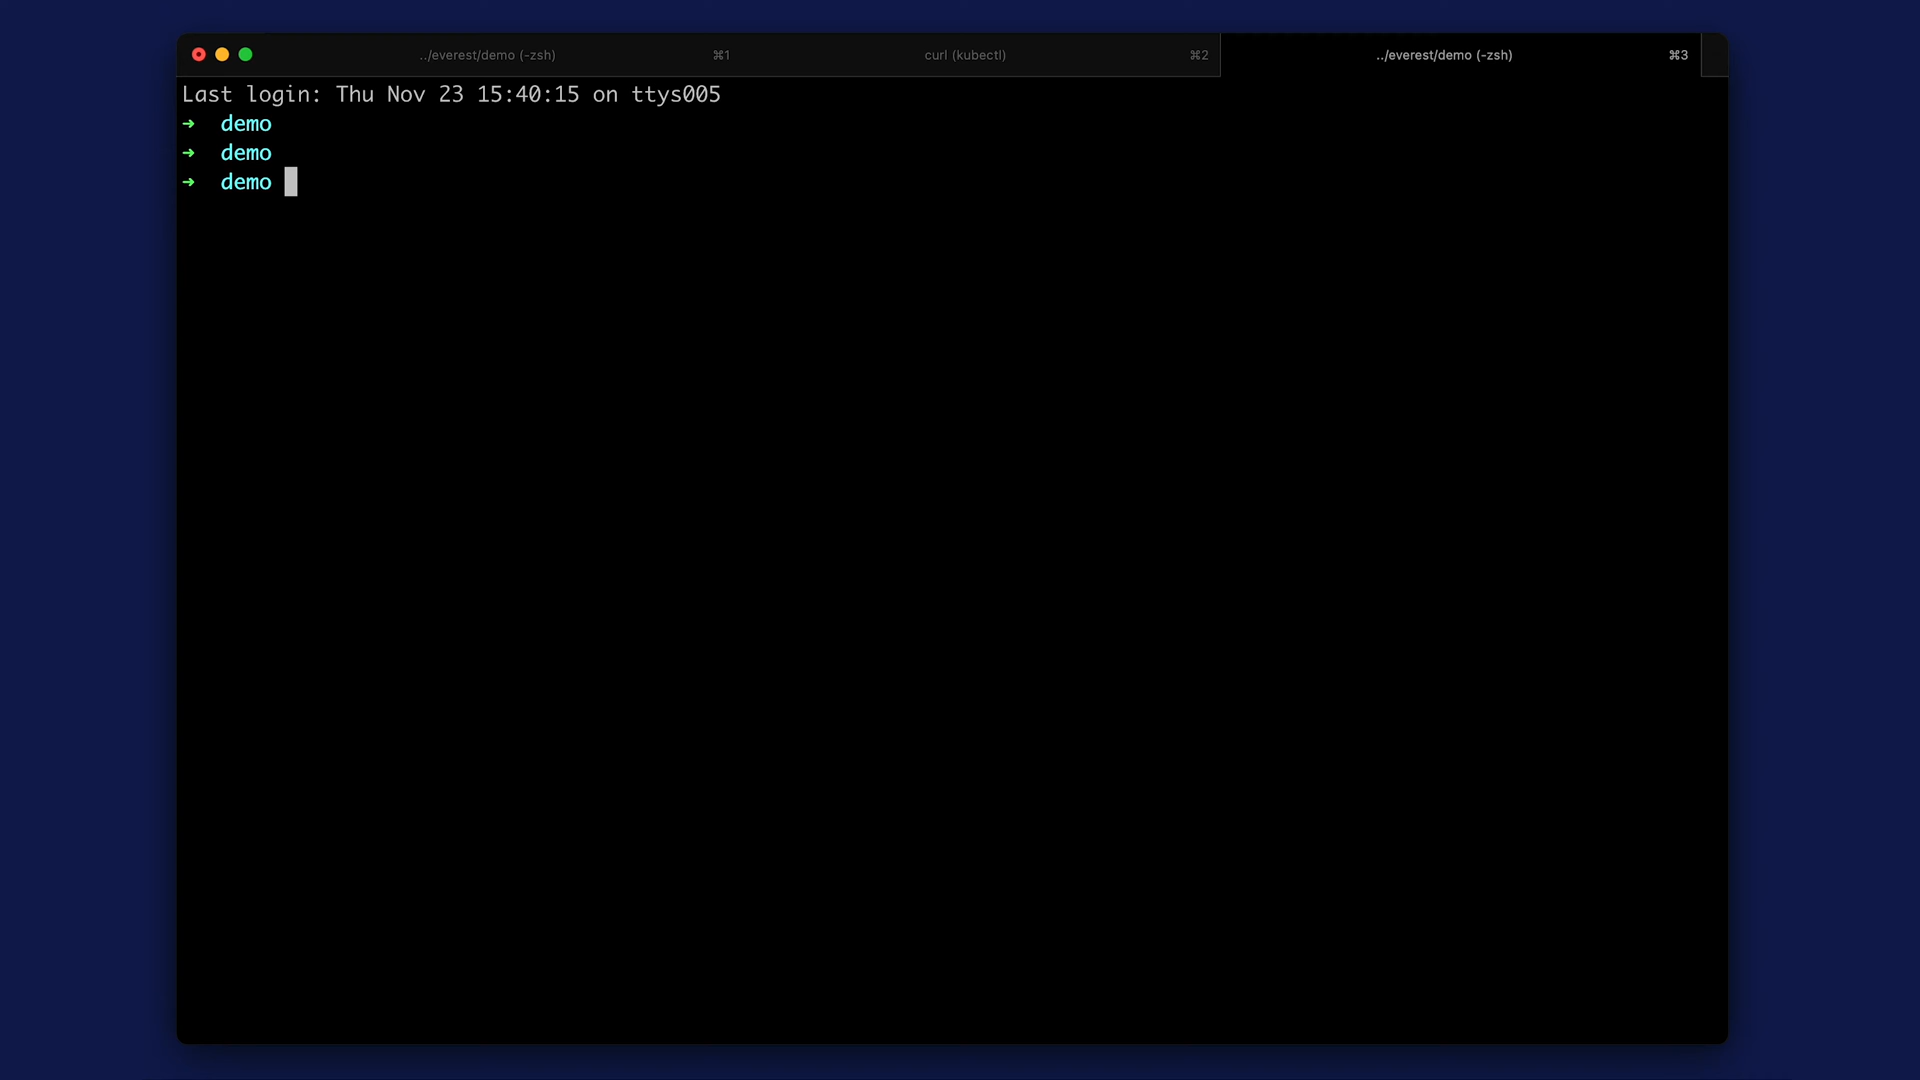 ../everest/demo (-zsh) ⌘1 curl (kubectl) ⌘2 ../everest/demo (-zsh) ⌘3
Last login: Thu Nov 23 15:40:15 on ttys005
➜ demo
➜ demo
➜ demo